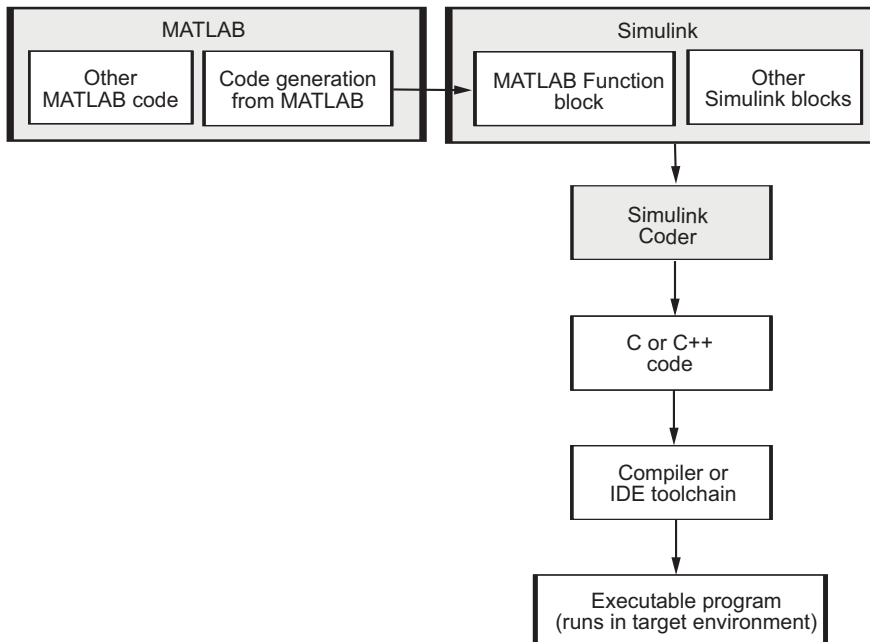 MATLAB
Other
MATLAB code
Code generation
from MATLAB
Simulink
MATLAB Function
block
Other
Simulink blocks
Simulink
Coder
C or C++
code
Compiler or
IDE toolchain
Executable program
(runs in target environment)